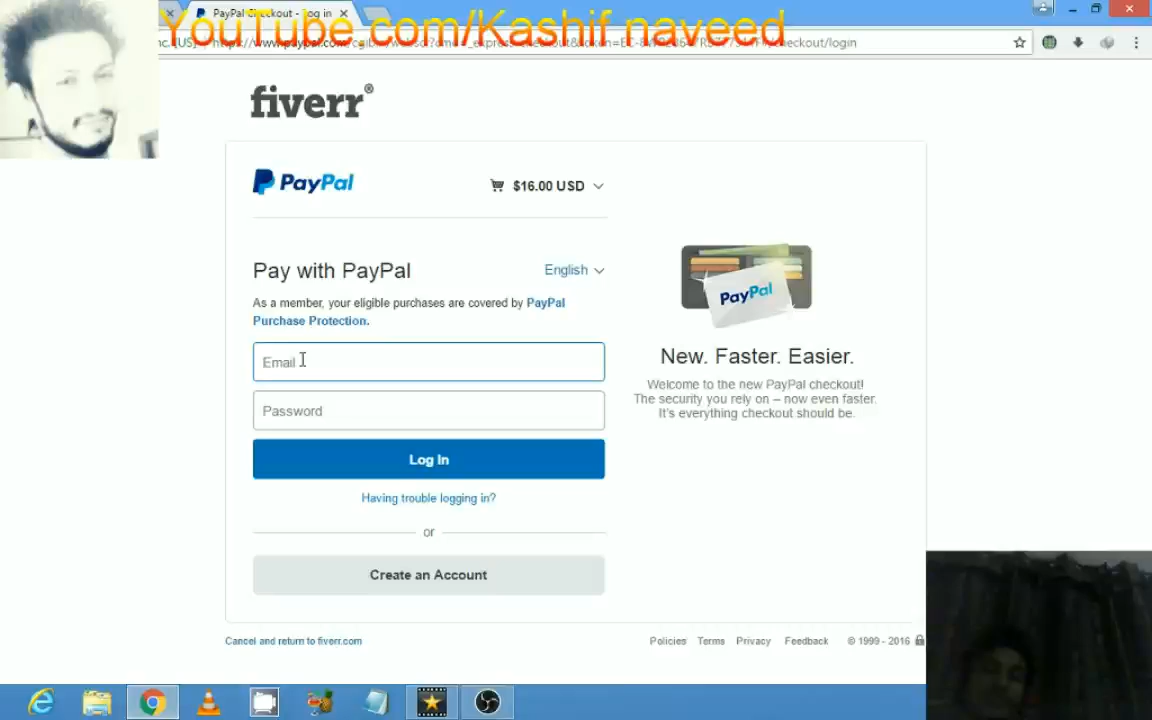 PayPal Checkout - Log in
YouTube com/Kashif naveed
checkout/login
fiverr®
PayPal
$16.00 USD
Pay with PayPal
English
As a member, your eligible purchases are covered by PayPal
Purchase Protection.
Email
Password
Log In
Having trouble logging in?
or
Create an Account
PayPal
New. Faster. Easier.
Welcome to the new PayPal checkout!
The security you rely on – now even faster.
It's everything checkout should be.
Cancel and return to fiverr.com
Policies Terms Privacy Feedback © 1999 - 2016